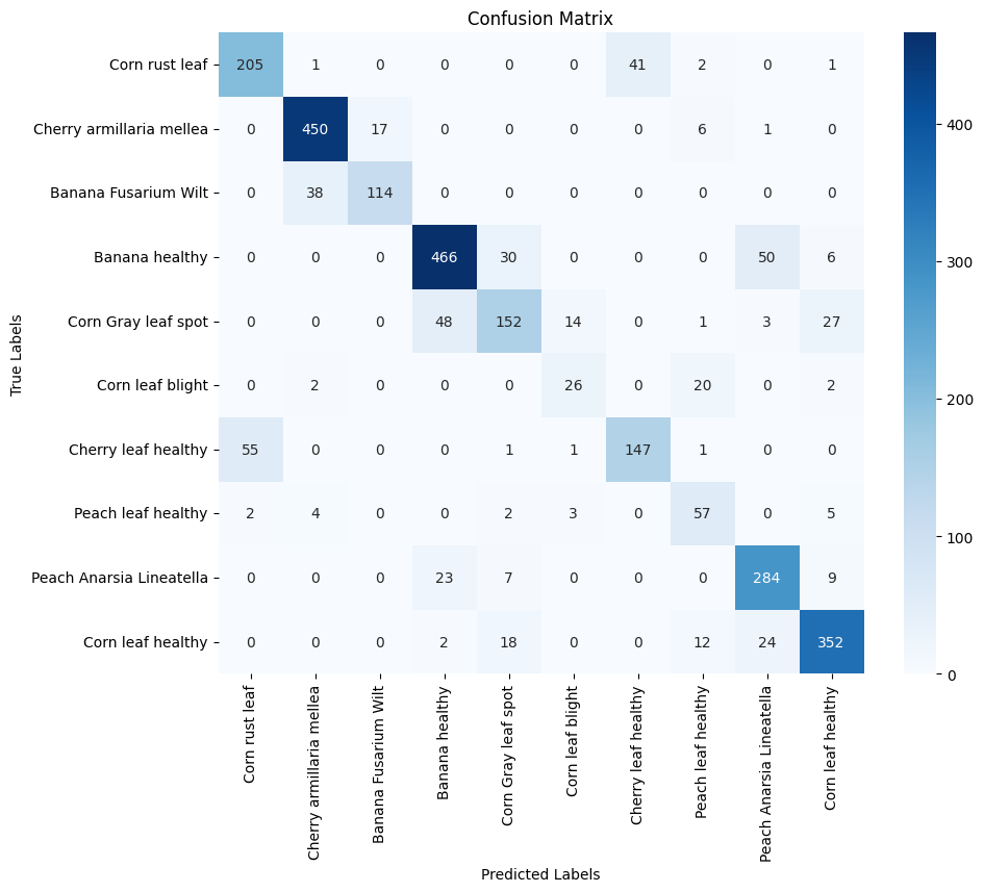 Confusion Matrix
True Labels
Corn rust leaf 205 1 0 0 0 0 41 2 0 1
Cherry armillaria mellea 0 450 17 0 0 0 0 6 1 0
Banana Fusarium Wilt 0 38 114 0 0 0 0 0 0 0
Banana healthy 0 0 0 466 30 0 0 0 50 6
Corn Gray leaf spot 0 0 0 48 152 14 0 1 3 27
Corn leaf blight 0 2 0 0 0 26 0 20 0 2
Cherry leaf healthy 55 0 0 0 1 1 147 1 0 0
Peach leaf healthy 2 4 0 0 2 3 0 57 0 5
Peach Anarsia Lineatella 0 0 0 23 7 0 0 0 284 9
Corn leaf healthy 0 0 0 2 18 0 0 12 24 352
Corn rust leaf
Cherry armillaria mellea
Banana Fusarium Wilt
Banana healthy
Corn Gray leaf spot
Corn leaf blight
Cherry leaf healthy
Peach leaf healthy
Peach Anarsia Lineatella
Corn leaf healthy
Predicted Labels
400
300
200
100
0